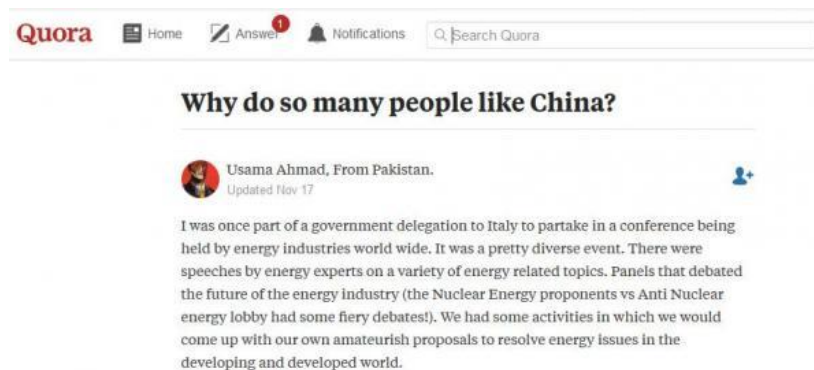 Quora Home Answer 1 Notifications Search Quora
Why do so many people like China?
Usama Ahmad, From Pakistan.
Updated Nov 17
I was once part of a government delegation to Italy to partake in a conference being
held by energy industries world wide. It was a pretty diverse event. There were
speeches by energy experts on a variety of energy related topics. Panels that debated
the future of the energy industry (the Nuclear Energy proponents vs Anti Nuclear
energy lobby had some fiery debates!). We had some activities in which we would
come up with our own amateurish proposals to resolve energy issues in the
developing and developed world.